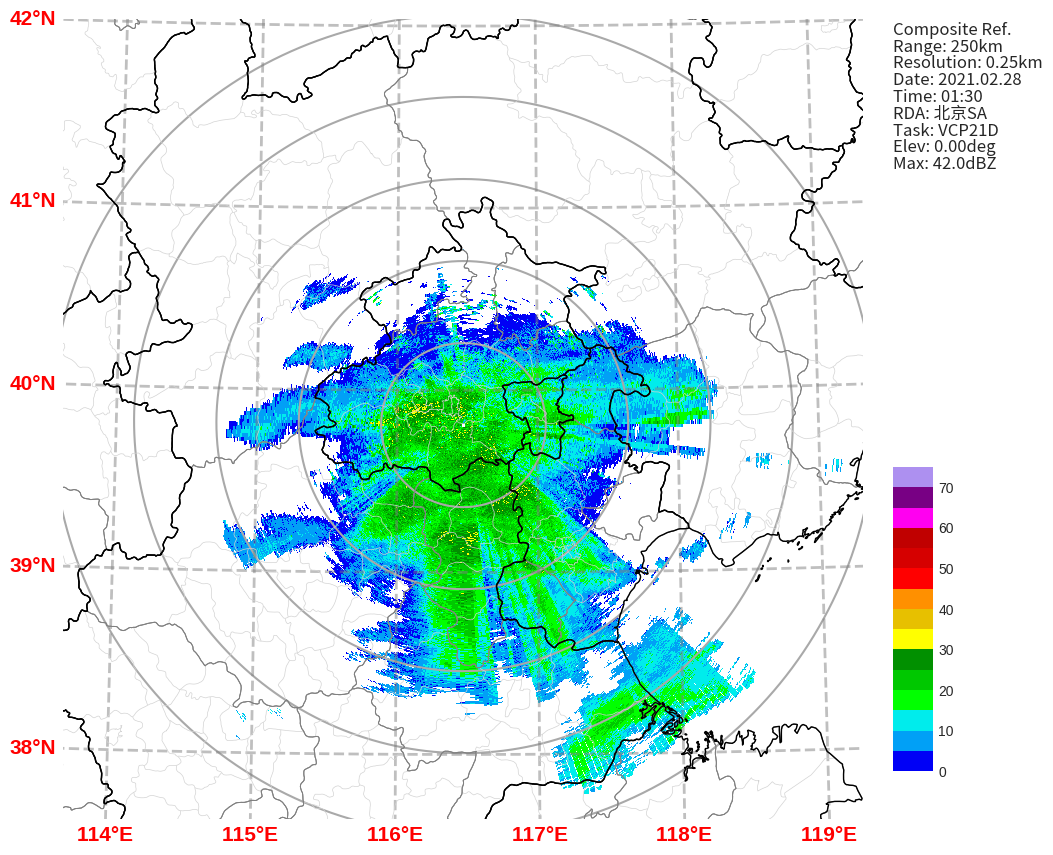 42°N
41°N
40°N
39°N
38°N
114°E
115°E
116°E
117°E
118°E
119°E
Composite Ref.
Range: 250km
Resolution: 0.25km
Date: 2021.02.28
Time: 01:30
RDA: 北京SA
Task: VCP21D
Elev: 0.00deg
Max: 42.0dBZ
70
60
50
40
30
20
10
0